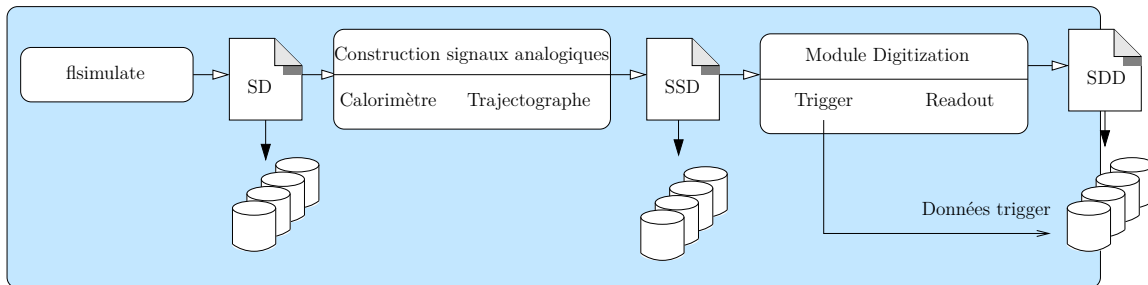 flsimulate
SD
Construction signaux analogiques
Calorimètre
Trajectographe
SSD
Module Digitization
Trigger
Readout
SDD
Données trigger